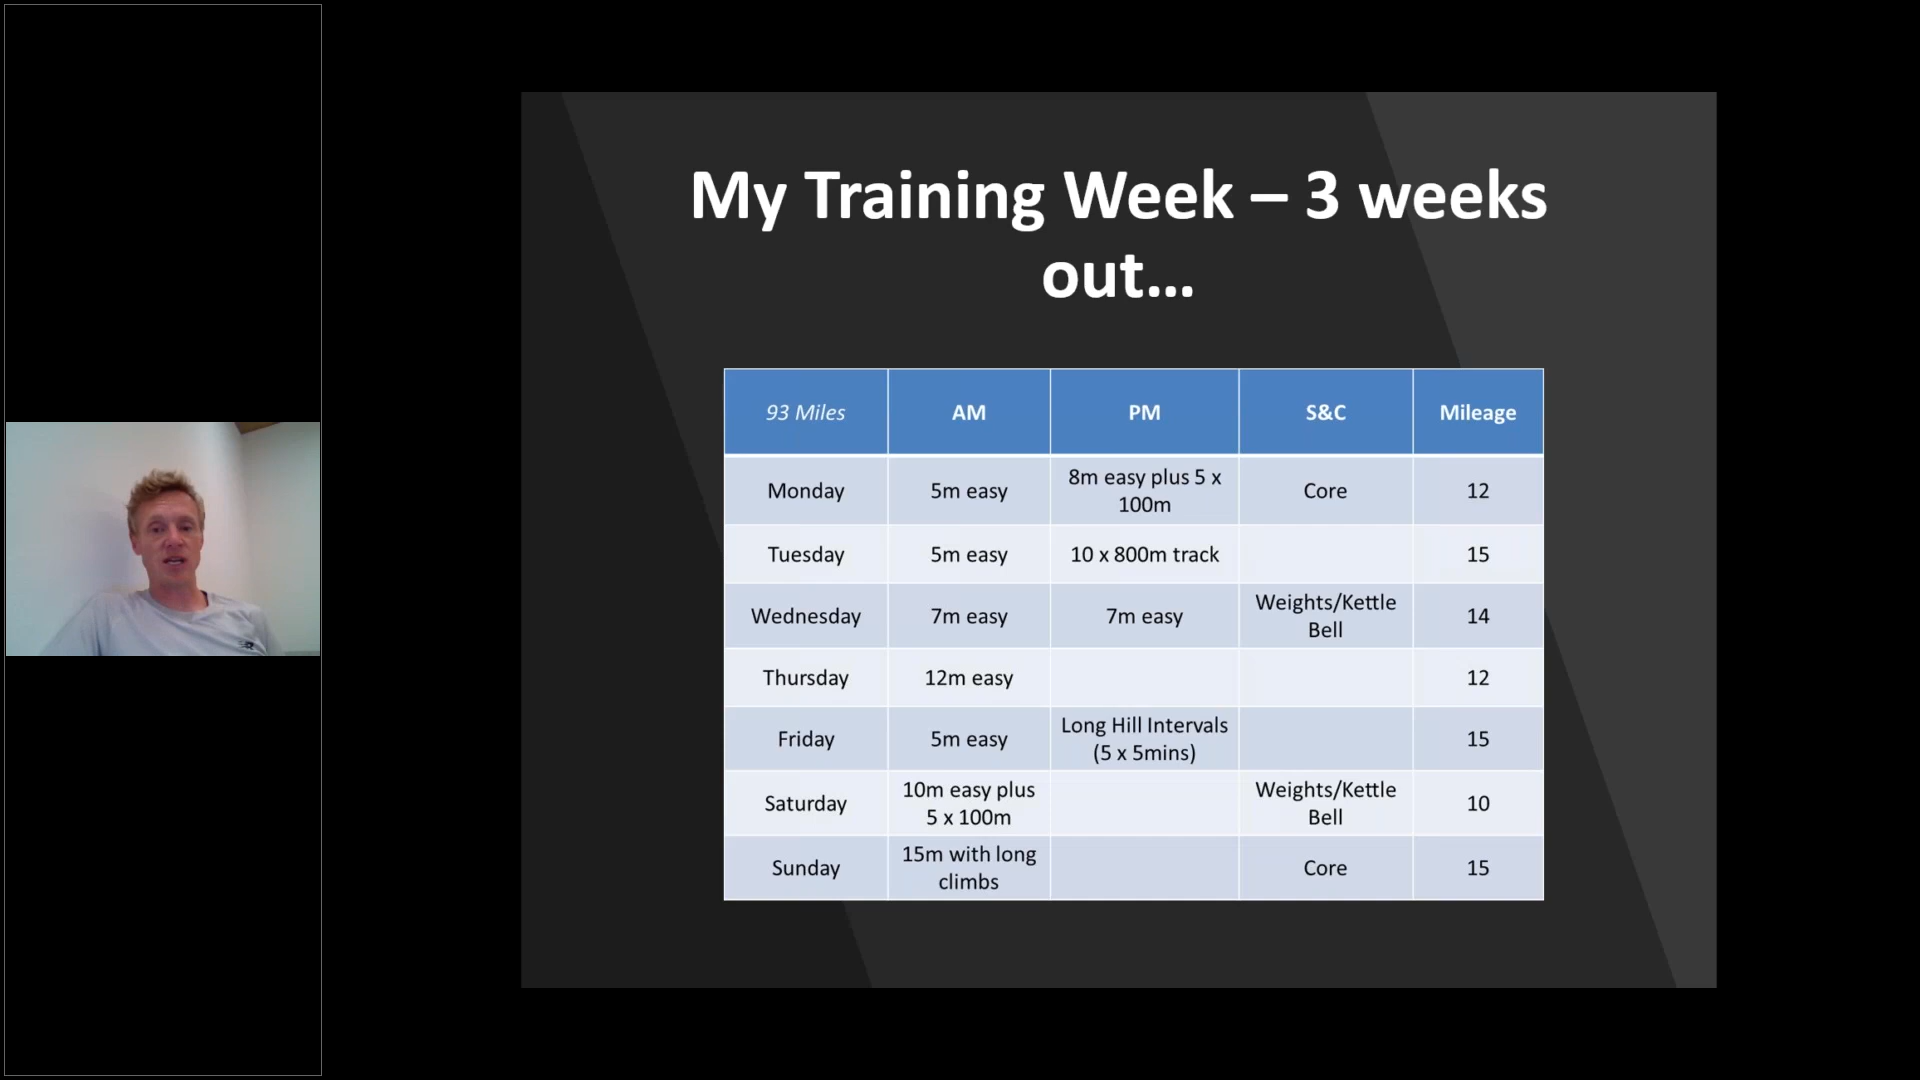 My Training Week – 3 weeks
out...
93 Miles AM PM S&C Mileage
Monday 5m easy 8m easy plus 5 x
100m Core 12
Tuesday 5m easy 10 x 800m track 15
Wednesday 7m easy 7m easy Weights/Kettle
Bell 14
Thursday 12m easy 12
Friday 5m easy Long Hill Intervals
(5 x 5mins) 15
Saturday 10m easy plus
5 x 100m Weights/Kettle
Bell 10
Sunday 15m with long
climbs Core 15